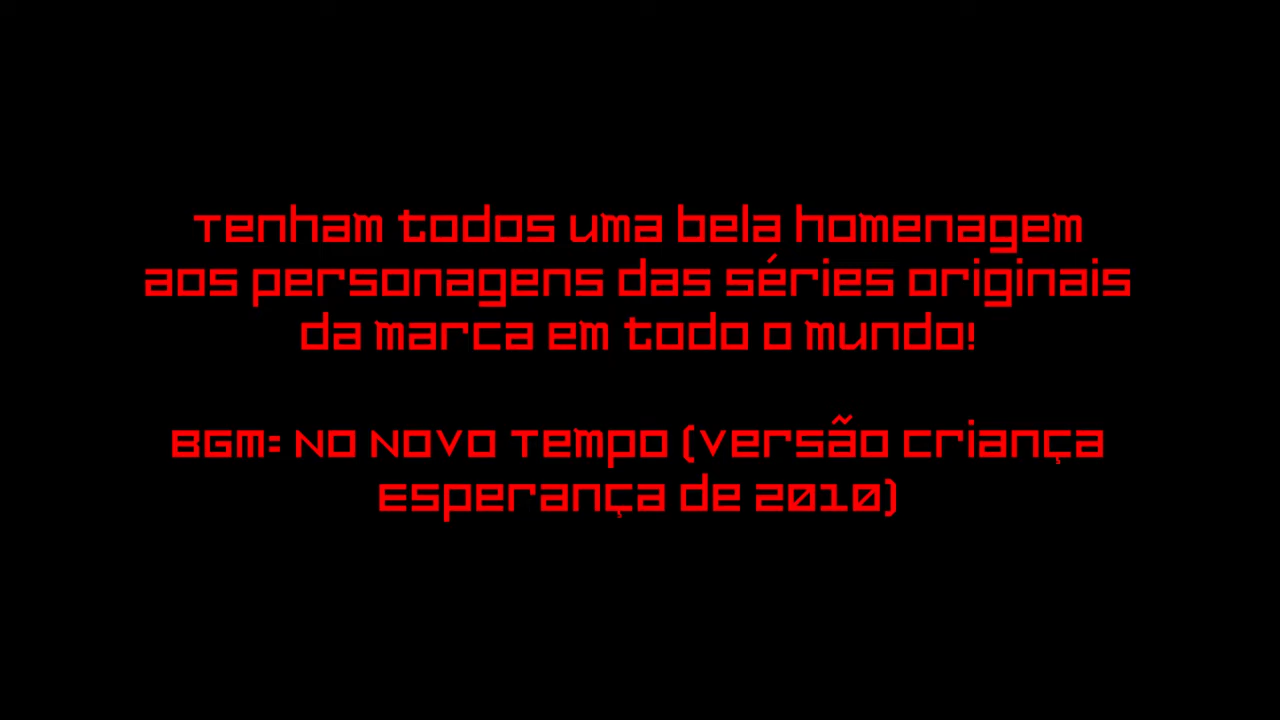 Tenham todos uma bela homenagem
aos personagens das séries originais
da marca em todo o mundo!
BGM: No Novo Tempo (versão Criança
Esperança de 2010)